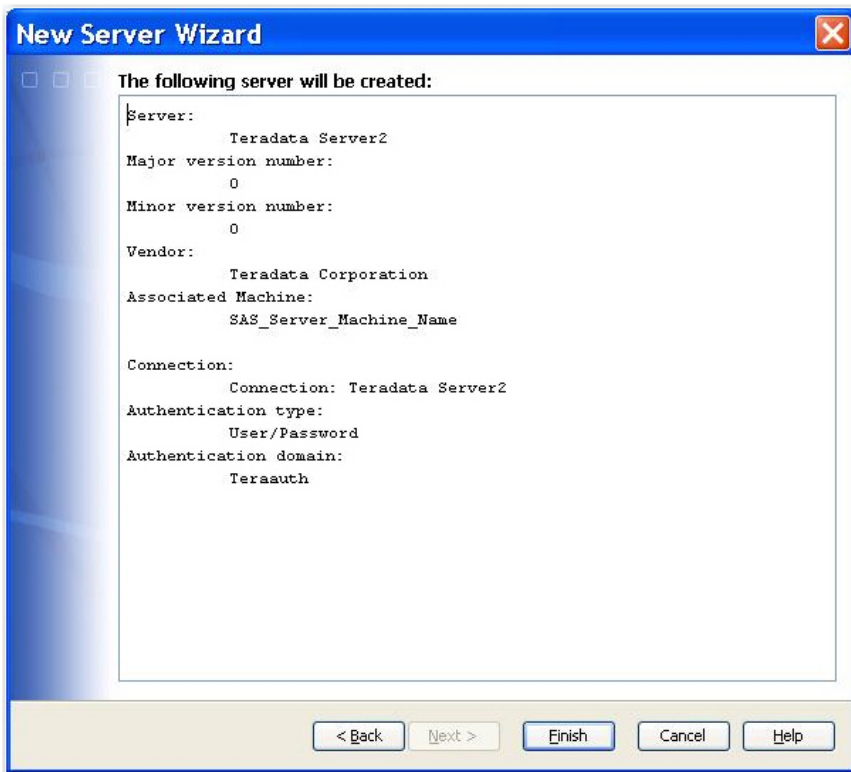 New Server Wizard
The following server will be created:
Server:
Teradata Server2
Major version number:
0
Minor version number:
0
Vendor:
Teradata Corporation
Associated Machine:
SAS_Server_Machine_Name
Connection:
Connection: Teradata Server2
Authentication type:
User/Password
Authentication domain:
Teraauth
< Back Next > Finish Cancel Help